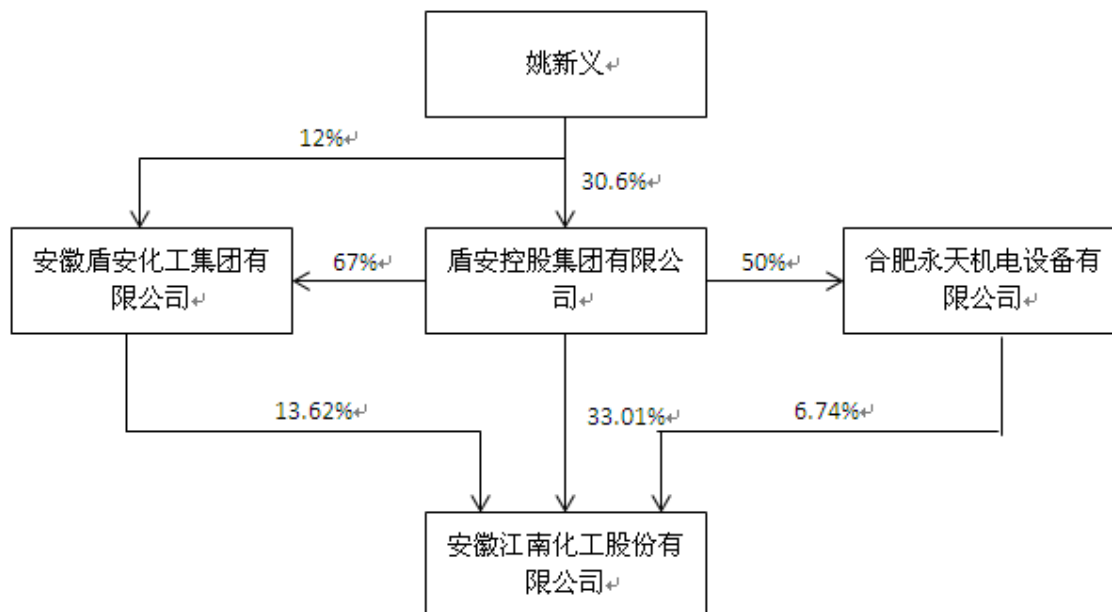 姚新义↵
12%↵
30.6%↵
安徽盾安化工集团有
限公司↵
67%↵
盾安控股集团有限公
司↵
50%↵
合肥永天机电设备有
限公司↵
13.62%↵
33.01%↵
6.74%↵
安徽江南化工股份有
限公司↵